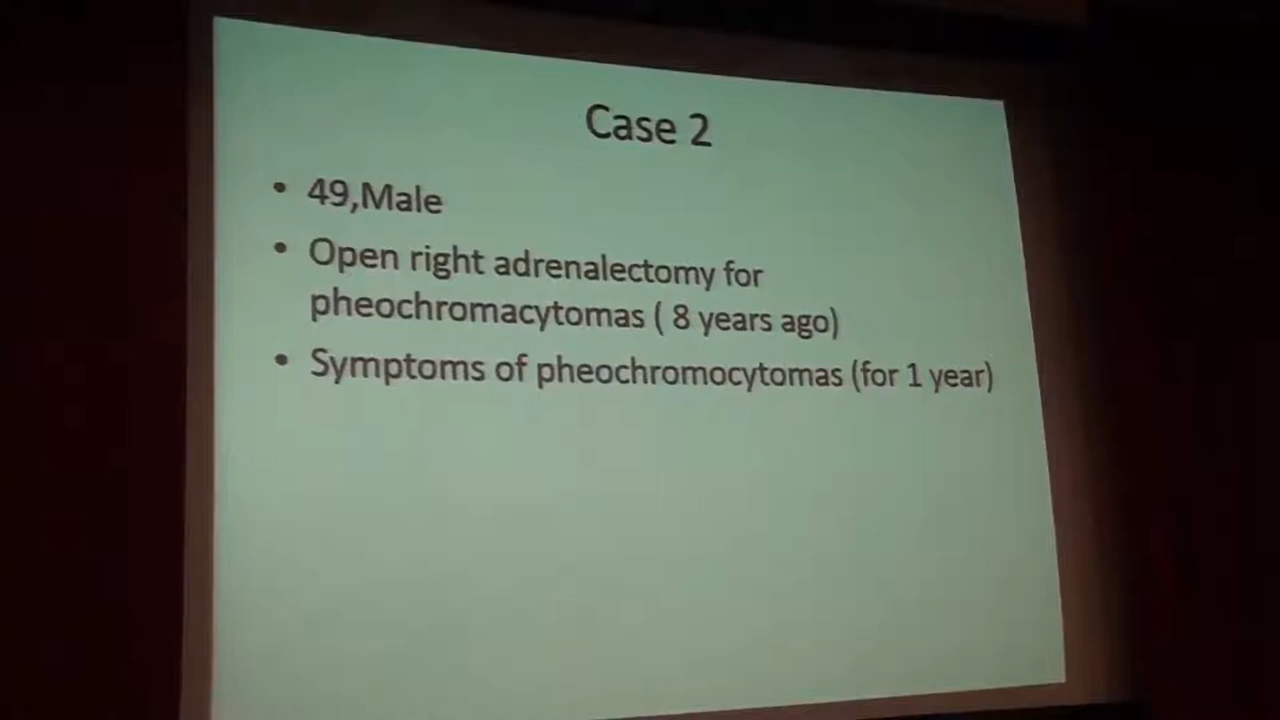 Case 2
• 49,Male
• Open right adrenalectomy for
pheochromacytomas ( 8 years ago)
• Symptoms of pheochromocytomas (for 1 year)